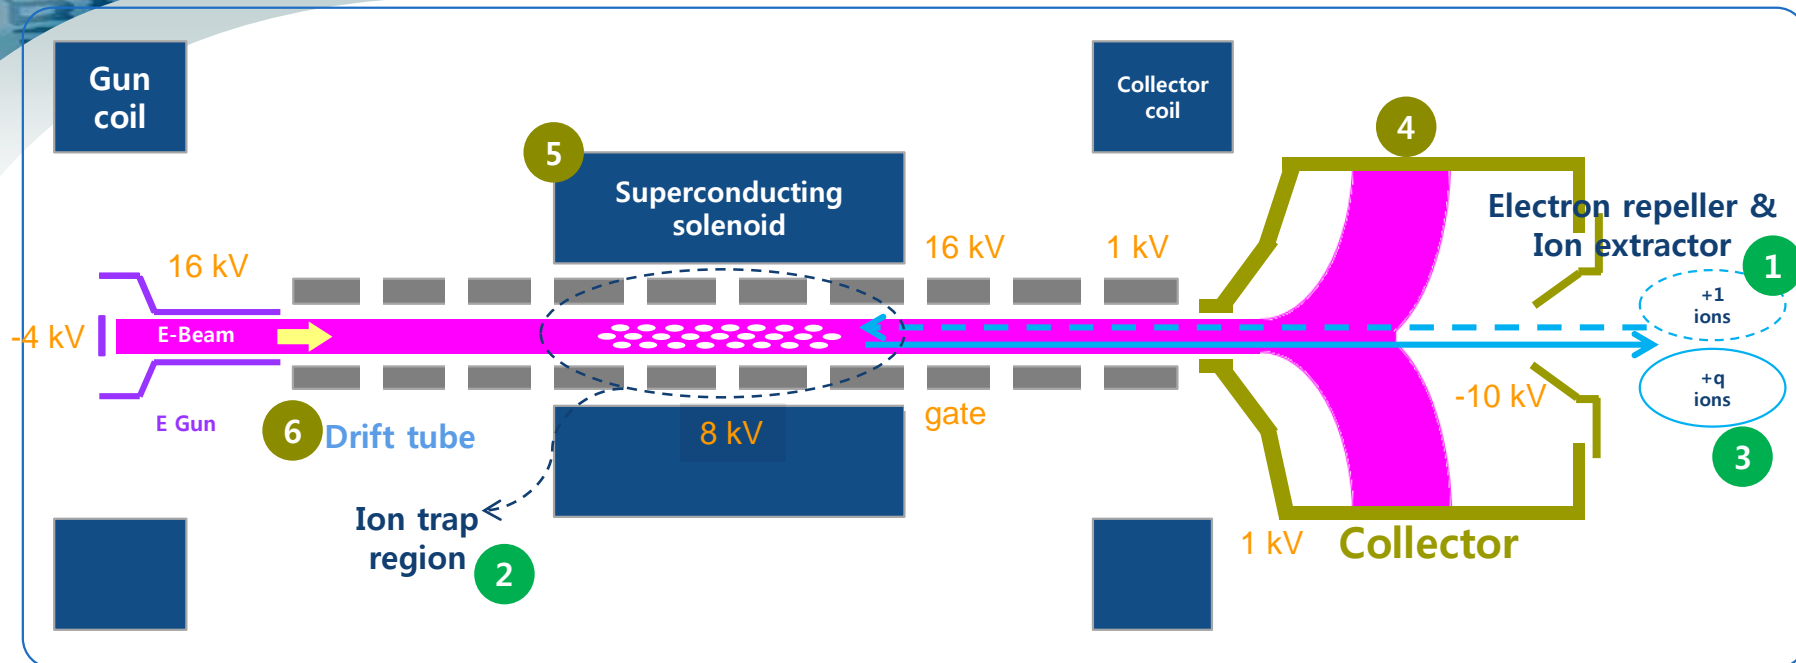 Gun
coil
Collector
coil
4
5
Superconducting
solenoid
Electron repeller &
Ion extractor
16 kV
1 kV
16 kV
1
+1
ions
-4 kV
E-Beam
+q
ions
-10 kV
E Gun
6
Drift tube
8 kV
gate
3
Ion trap
region
2
1 kV
Collector